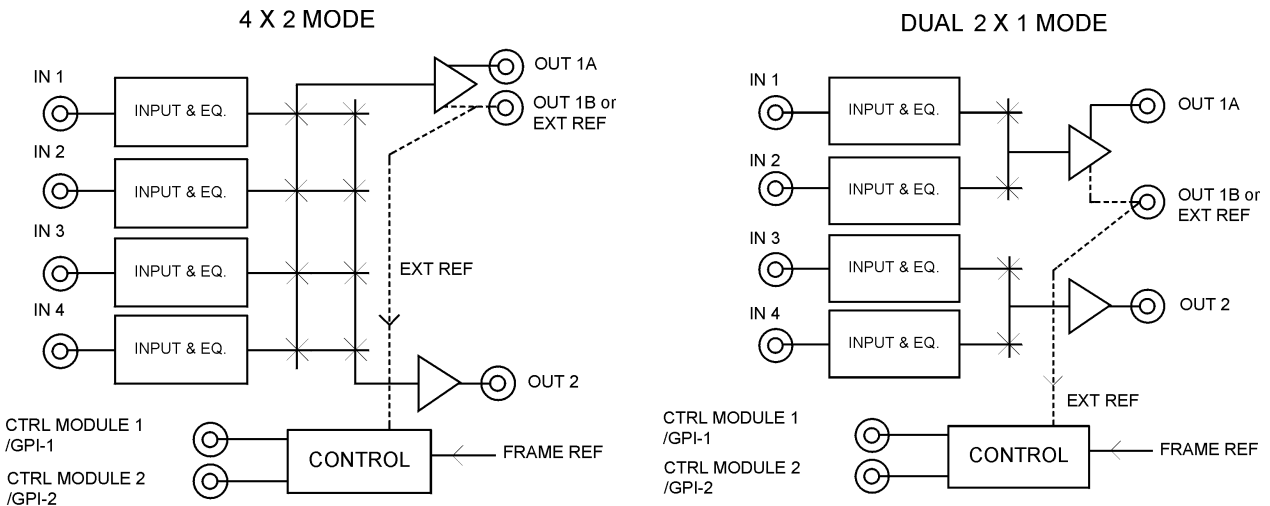 4 X 2 MODE
IN 1
INPUT & EQ.
OUT 1A
OUT 1B or
EXT REF
IN 2
INPUT & EQ.
IN 3
INPUT & EQ.
EXT REF
IN 4
INPUT & EQ.
OUT 2
CTRL MODULE 1
/GPI-1
CTRL MODULE 2
/GPI-2
CONTROL
FRAME REF
DUAL 2 X 1 MODE
IN 1
INPUT & EQ.
OUT 1A
IN 2
INPUT & EQ.
OUT 1B or
EXT REF
IN 3
INPUT & EQ.
IN 4
INPUT & EQ.
OUT 2
EXT REF
CTRL MODULE 1
/GPI-1
CTRL MODULE 2
/GPI-2
CONTROL
FRAME REF